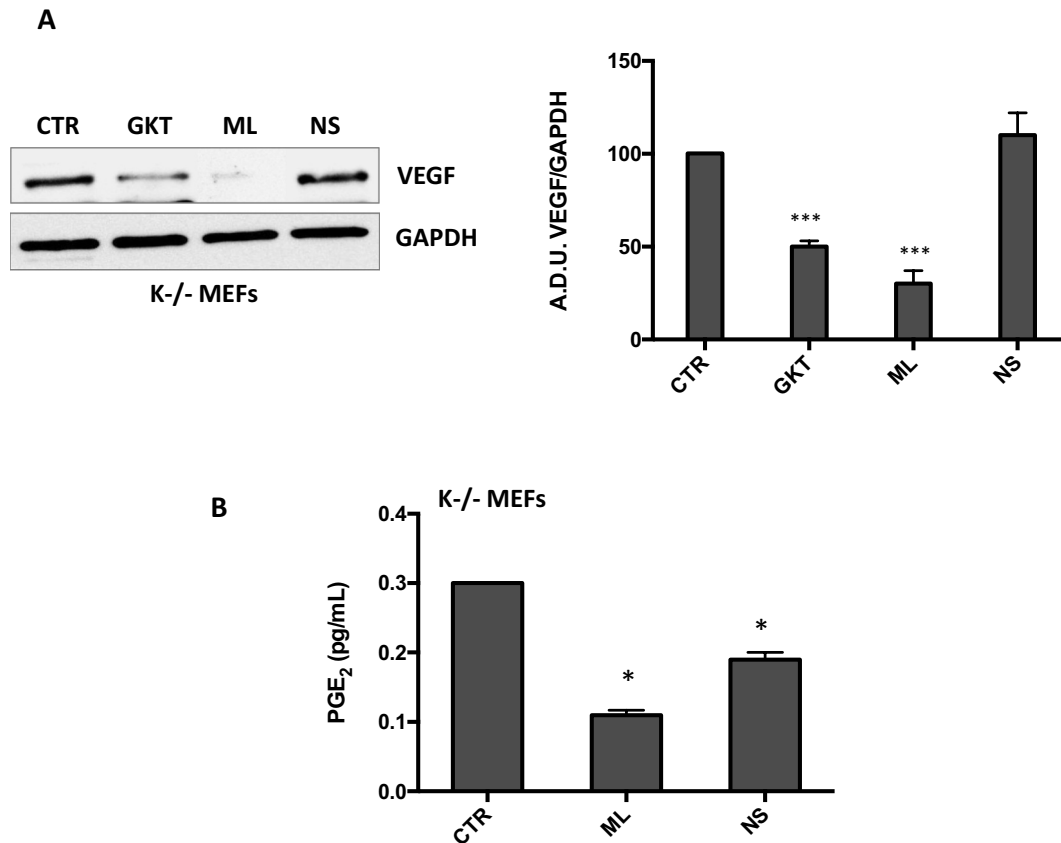 A
CTR GKT ML NS
VEGF
GAPDH
K-/- MEFs
A.D.U. VEGF/GAPDH
150
100
50
0
***
***
CTR GKT ML NS
B
K-/- MEFs
PGE2 (pg/mL)
0.4
0.3
0.2
0.1
0.0
*
*
CTR ML NS